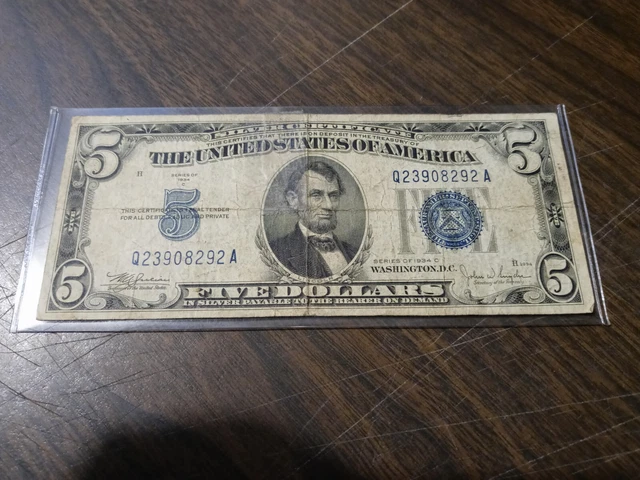 5 SILVER CERTIFICATE 5
THIS CERTIFIES THAT THERE IS ON DEPOSIT IN THE TREASURY OF
THE UNITED STATES OF AMERICA
H
SERIES OF
1934
Q23908292 A
5
THIS CERTIFICATE IS LEGAL TENDER
FOR ALL DEBTS PUBLIC AND PRIVATE
FIVE
Q23908292 A
SERIES OF 1934 C
WASHINGTON, D.C.
H
5 FIVE DOLLARS 5
IN SILVER PAYABLE TO THE BEARER ON DEMAND